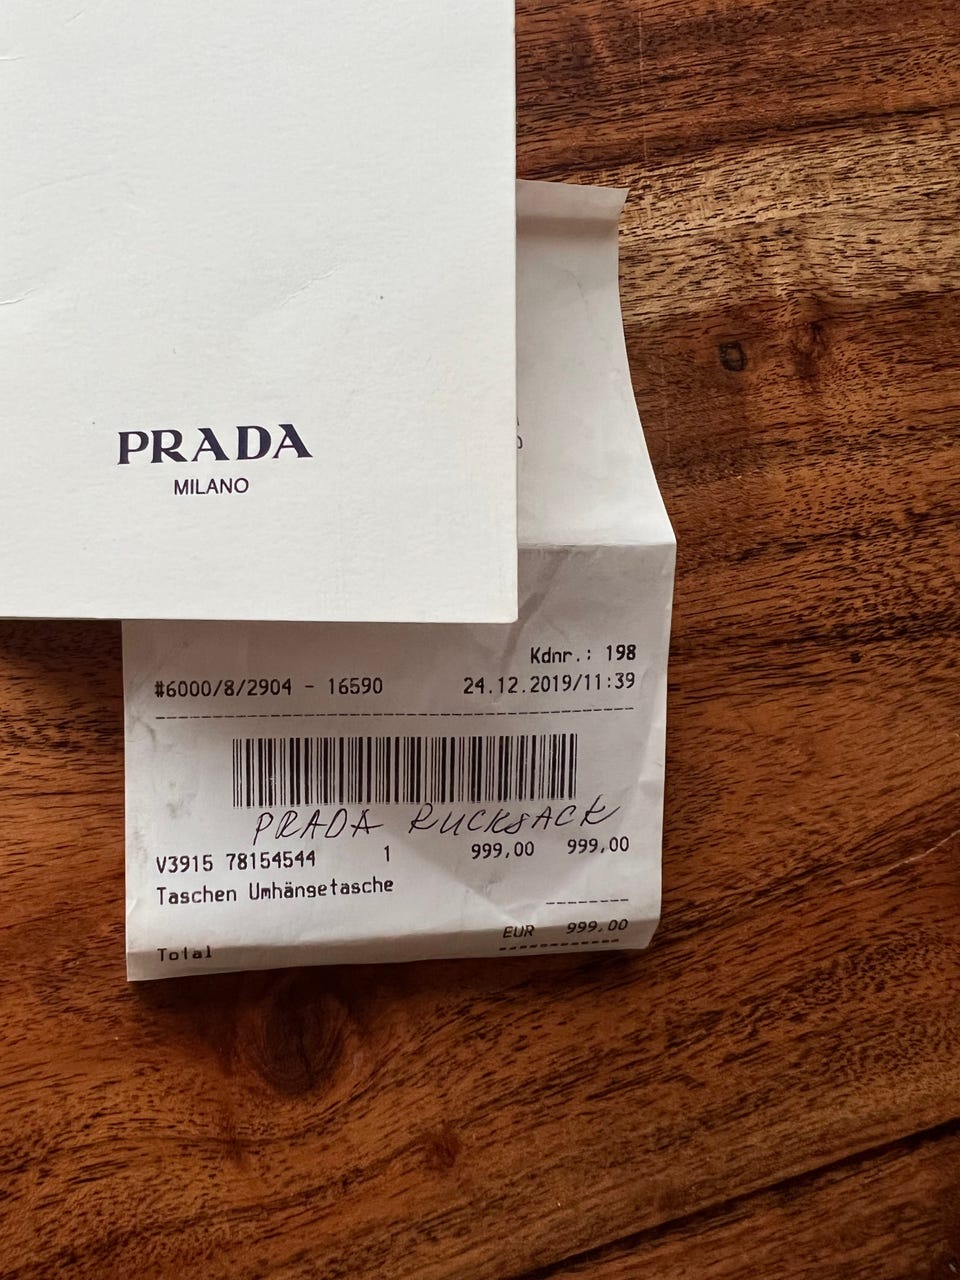 PRADA
MILANO
Kdnr.: 198
#6000/8/2904 - 16590 24.12.2019/11:39
PRADA RUCKSACK
V3915 78154544 1 999,00 999,00
Taschen Umhängetasche
EUR 999,00
Total